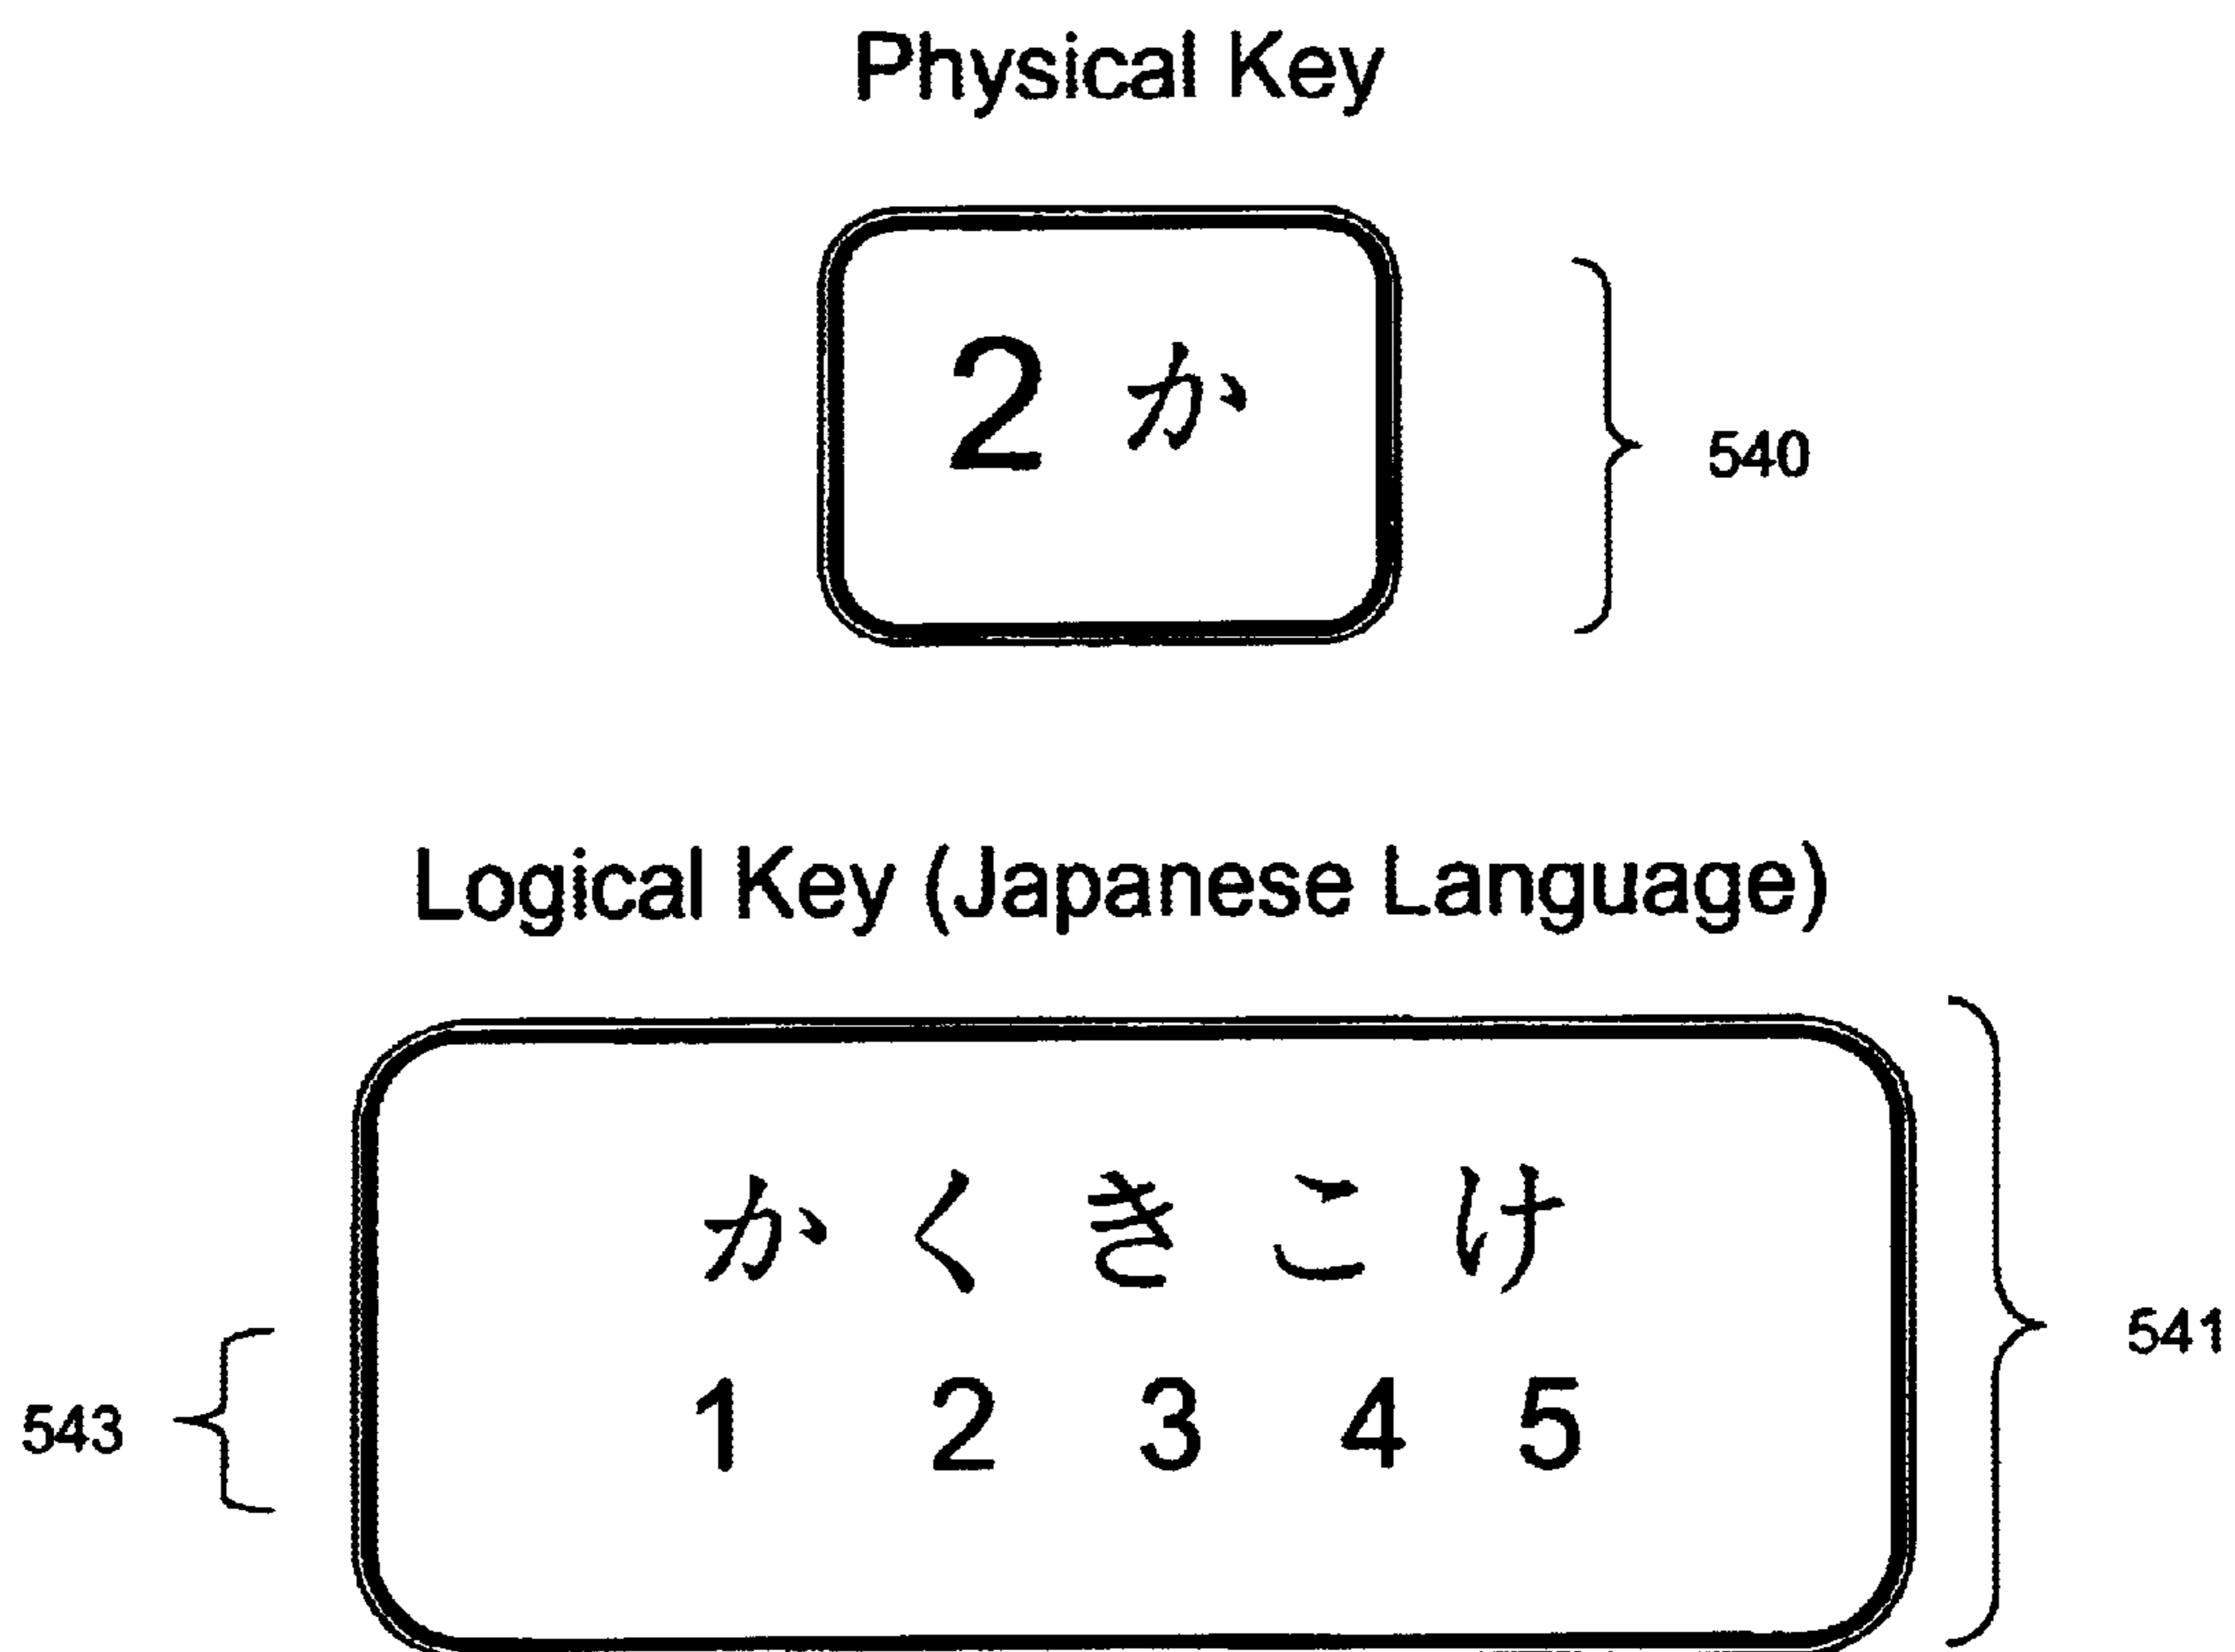 Physical Key
2 か
540
Logical Key (Japanese Language)
かくきこけ
541
1 2 3 4 5
543